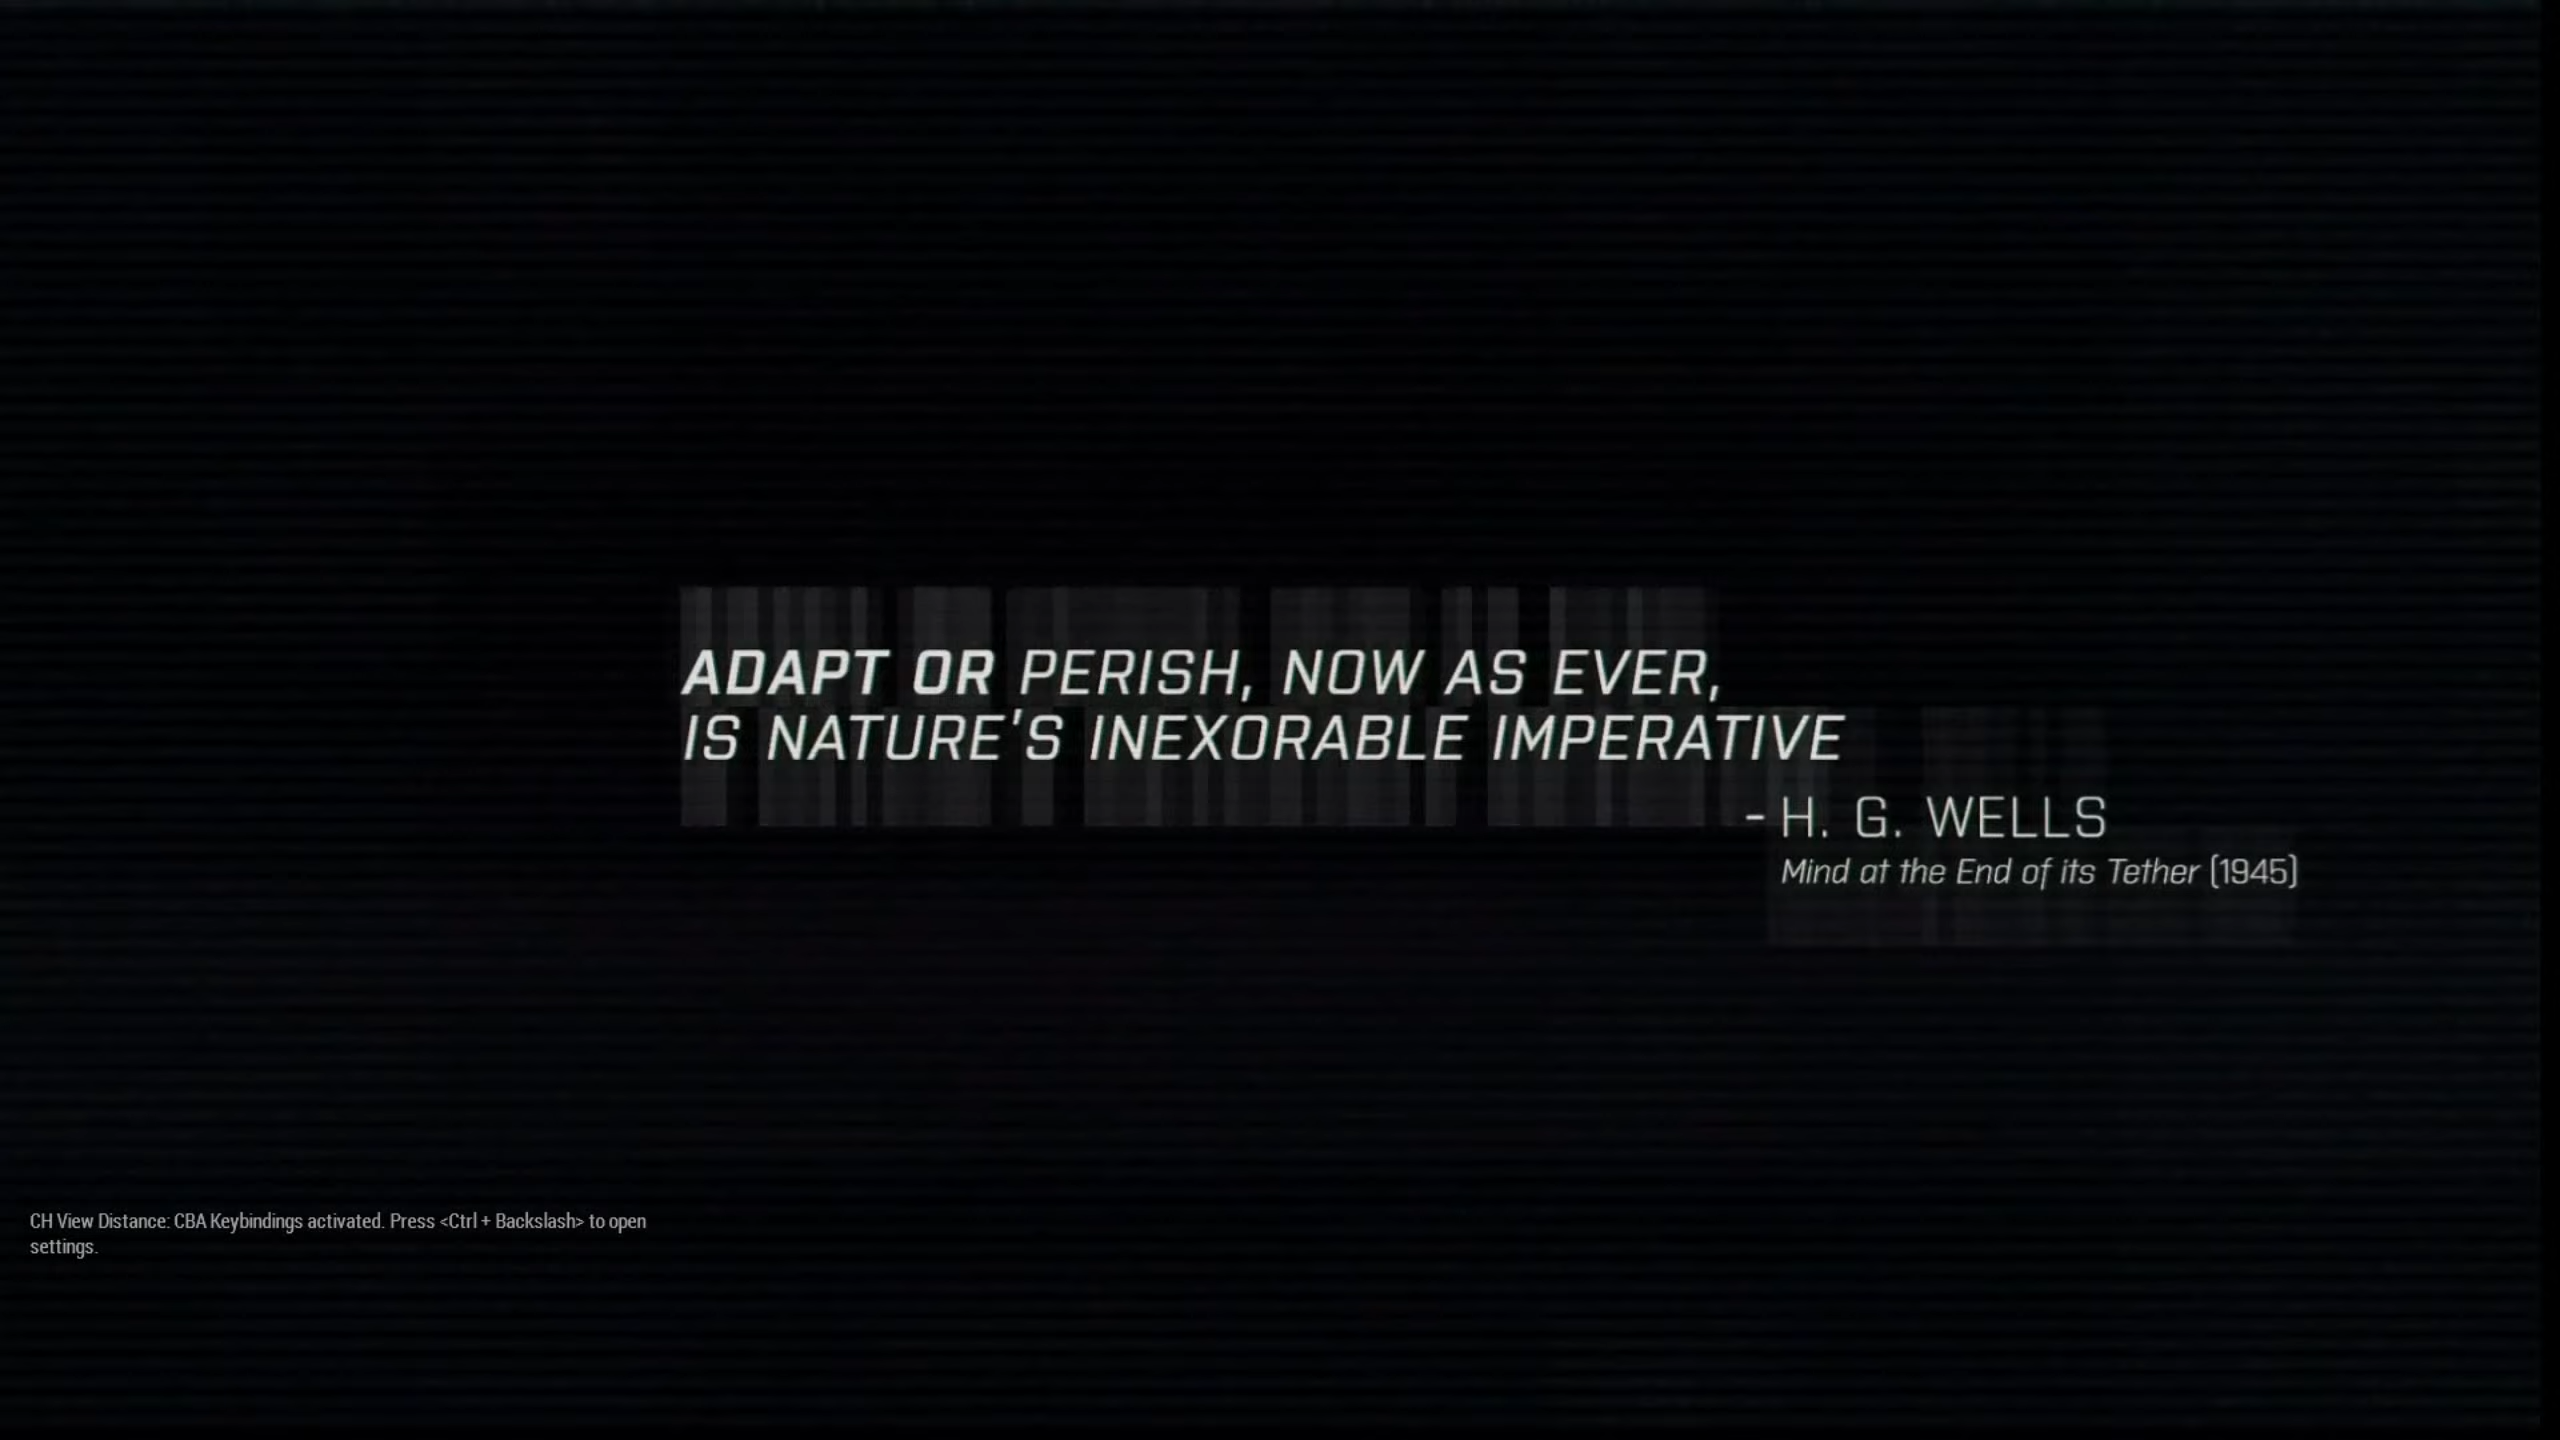 ADAPT OR PERISH, NOW AS EVER,
IS NATURE'S INEXORABLE IMPERATIVE
- H. G. WELLS
Mind at the End of its Tether (1945)
CH View Distance: CBA Keybindings activated. Press <Ctrl + Backslash> to open
settings.